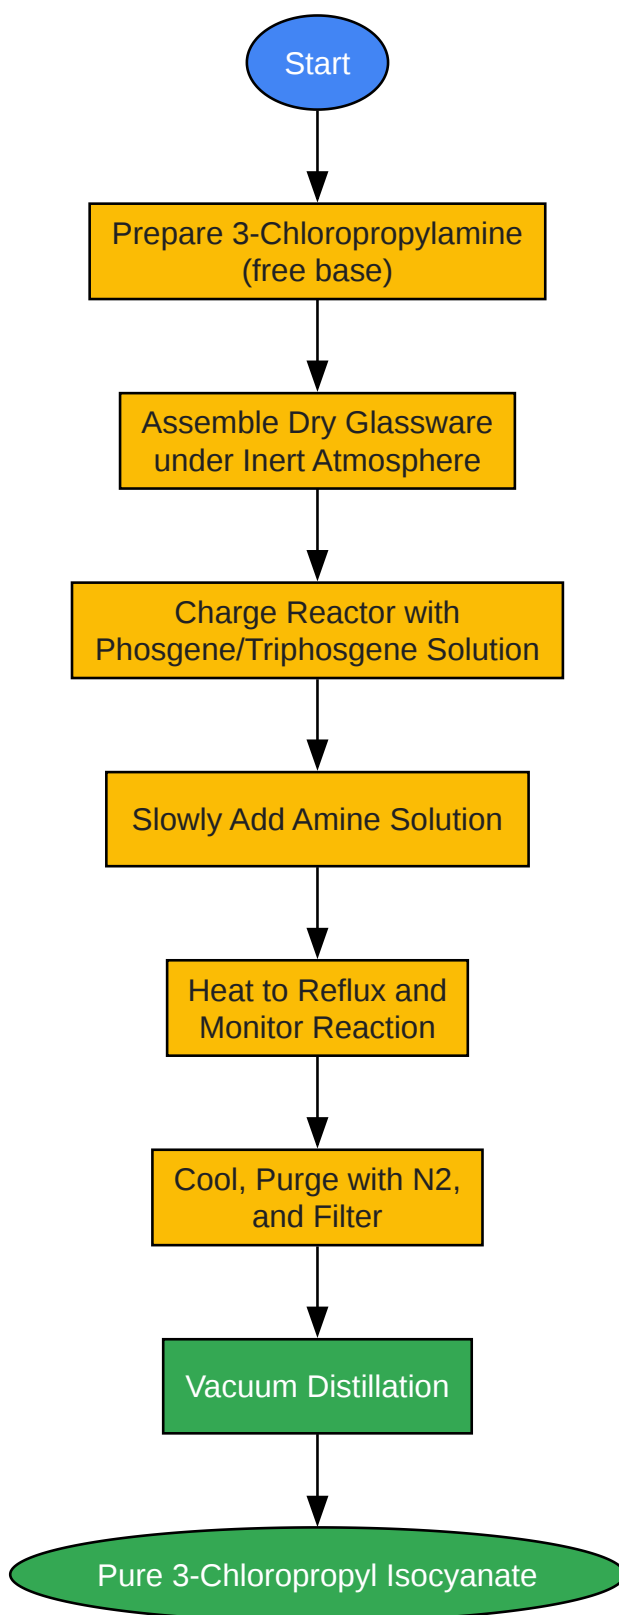 Start
Prepare 3-Chloropropylamine
(free base)
Assemble Dry Glassware
under Inert Atmosphere
Charge Reactor with
Phosgene/Triphosgene Solution
Slowly Add Amine Solution
Heat to Reflux and
Monitor Reaction
Cool, Purge with N2,
and Filter
Vacuum Distillation
Pure 3-Chloropropyl Isocyanate